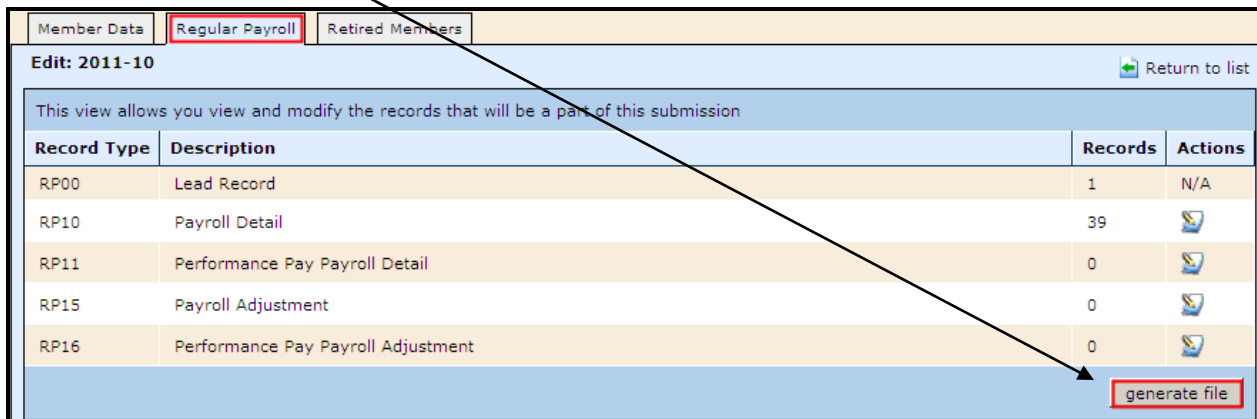 Member Data Regular Payroll Retired Members
Edit: 2011-10 Return to list
This view allows you view and modify the records that will be a part of this submission
Record Type Description Records Actions
RP00 Lead Record 1 N/A
RP10 Payroll Detail 39
RP11 Performance Pay Payroll Detail 0
RP15 Payroll Adjustment 0
RP16 Performance Pay Payroll Adjustment 0
generate file